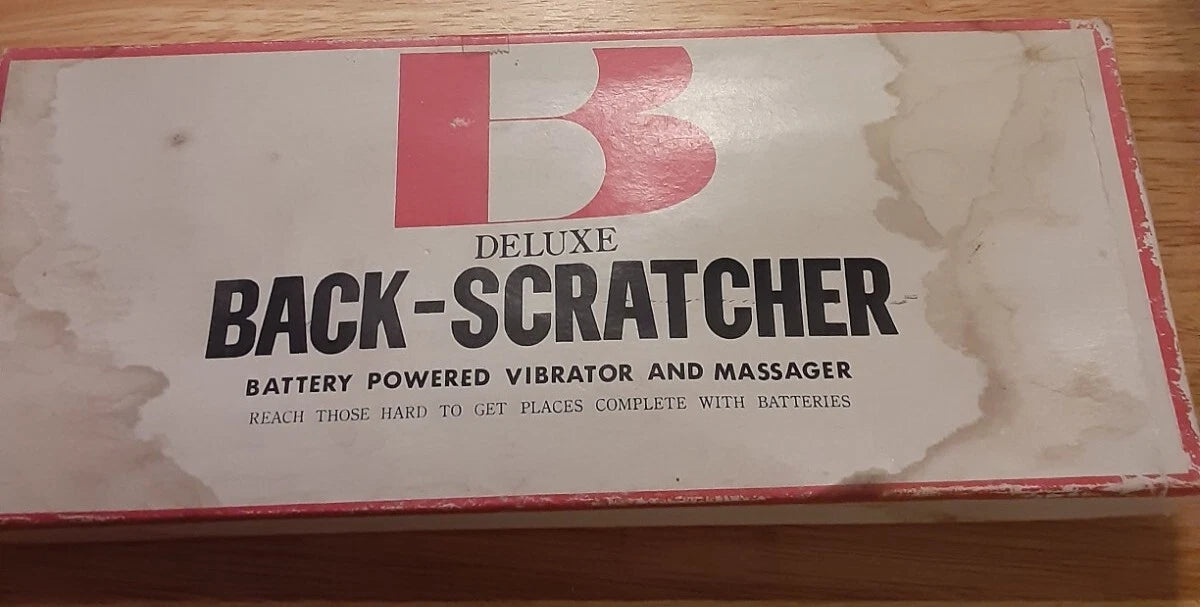 B
DELUXE
BACK-SCRATCHER
BATTERY POWERED VIBRATOR AND MASSAGER
REACH THOSE HARD TO GET PLACES COMPLETE WITH BATTERIES